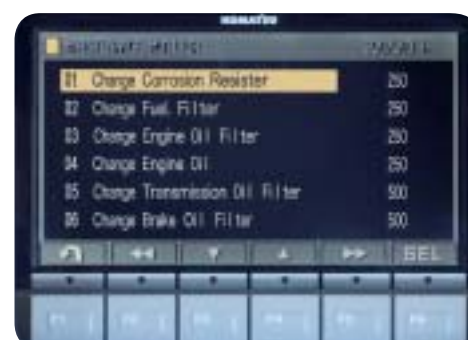 KOMATSU
01 Change Corrosion Resister 250
02 Change Fuel Filter 250
03 Change Engine Oil Filter 250
04 Change Engine Oil 250
05 Change Transmission Oil Filter 500
06 Change Brake Oil Filter 500
SEL